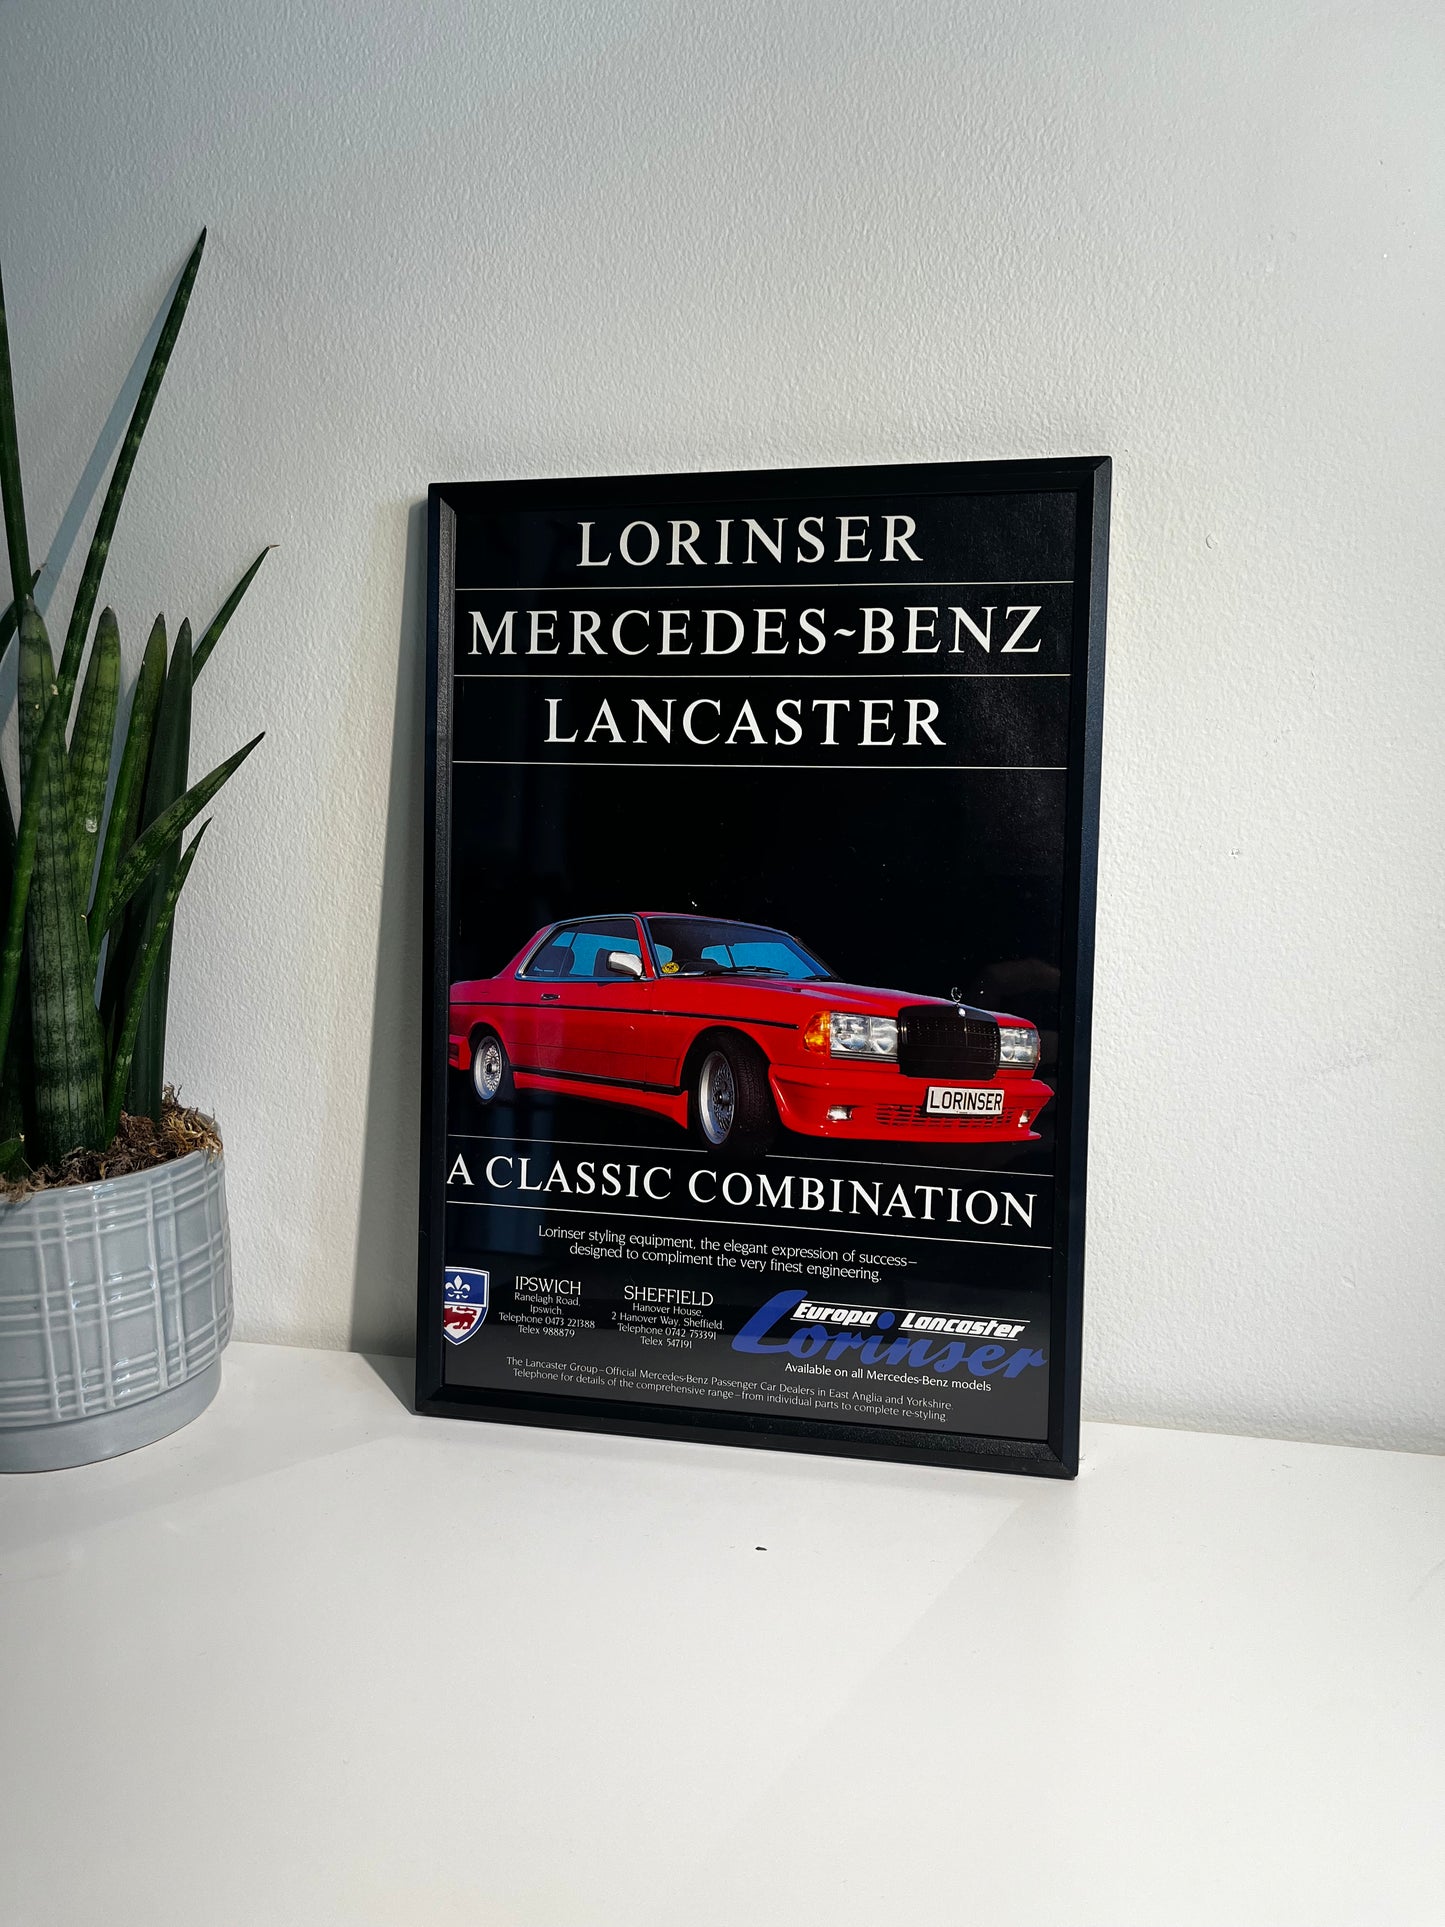 LORINSER
MERCEDES~BENZ
LANCASTER
LORINSER
A CLASSIC COMBINATION
Lorinser styling equipment, the elegant expression of success—
designed to compliment the very finest engineering.
IPSWICH
Ranelagh Road,
Ipswich.
Telephone 0473 221388
Telex 988879
SHEFFIELD
Hanover House,
2 Hanover Way, Sheffield.
Telephone 0742 753391
Telex 547191
Europa Lancaster
Lorinser
Available on all Mercedes-Benz models
The Lancaster Group–Official Mercedes-Benz Passenger Car Dealers in East Anglia and Yorkshire.
Telephone for details of the comprehensive range–from individual parts to complete re-styling.